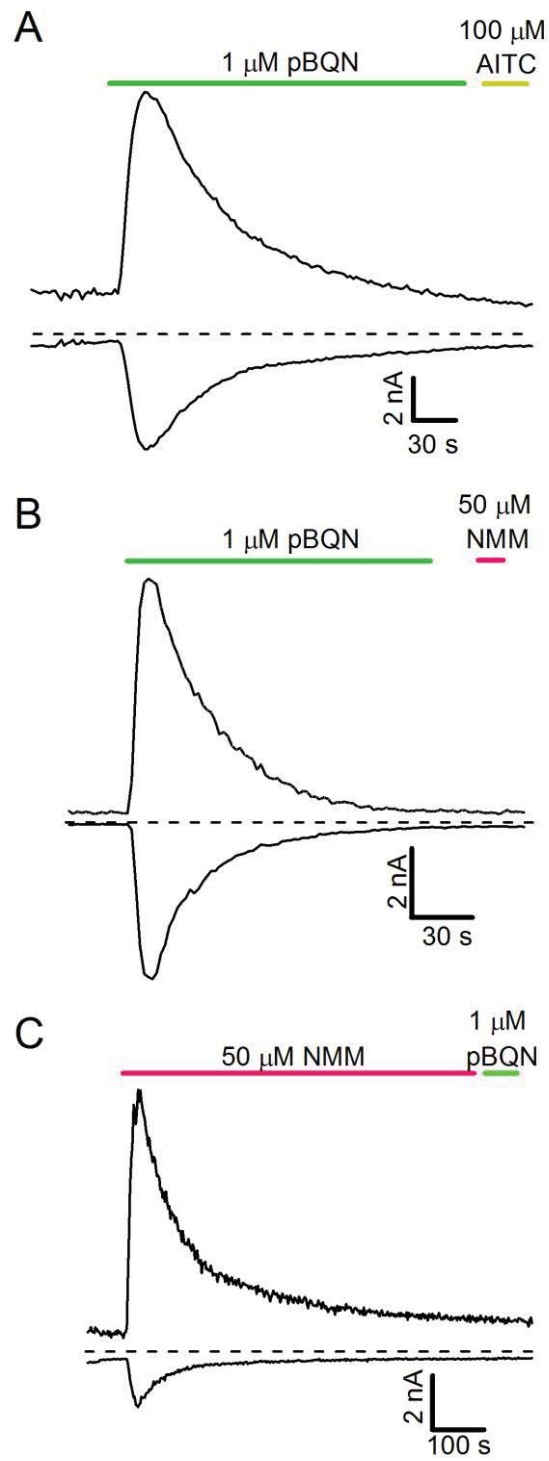 A
100 μM
1 μM pBQN
AITC
2 nA
30 s
B
50 μM
1 μM pBQN
NMM
2 nA
30 s
C
1 μM
50 μM NMM
pBQN
2 nA
100 s